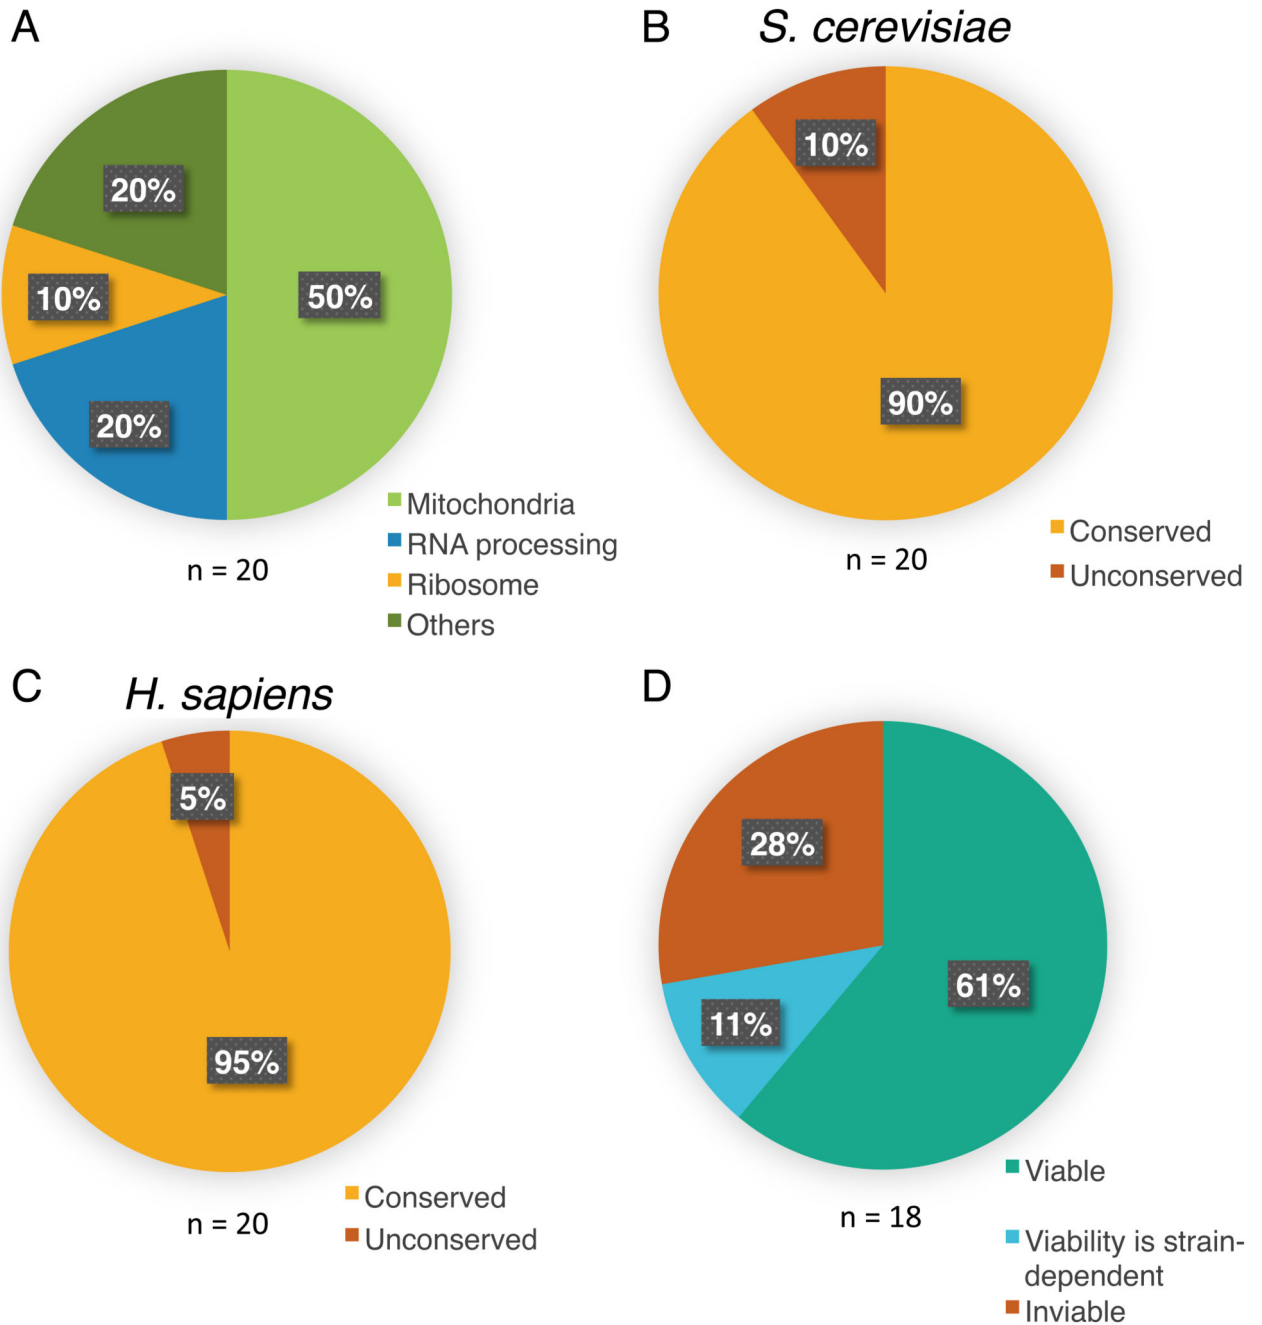 A
20%
10%
50%
20%
Mitochondria
RNA processing
Ribosome
Others
n = 20
B
S. cerevisiae
10%
90%
Conserved
Unconserved
n = 20
C
H. sapiens
5%
95%
Conserved
Unconserved
n = 20
D
28%
61%
11%
Viable
Viability is strain-
dependent
Inviable
n = 18